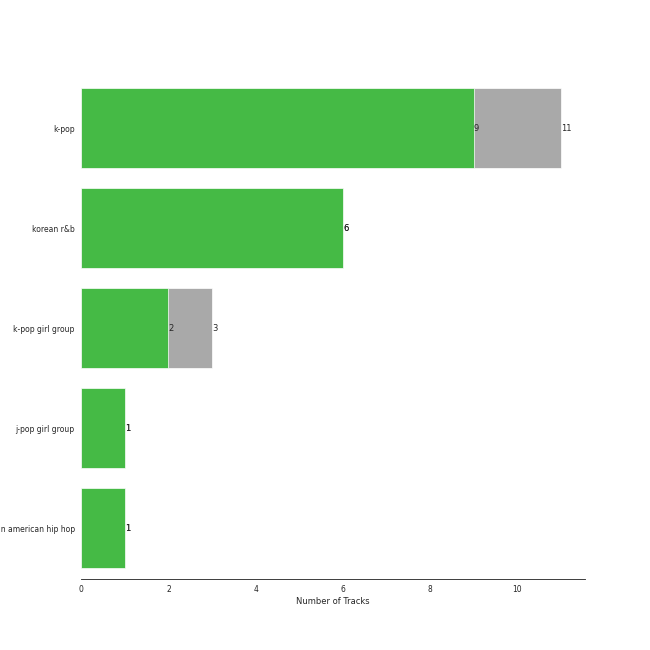 k-pop 9 11
korean r&b 6
k-pop girl group 2 3
j-pop girl group 1
n american hip hop 1
0 2 4 6 8 10
Number of Tracks